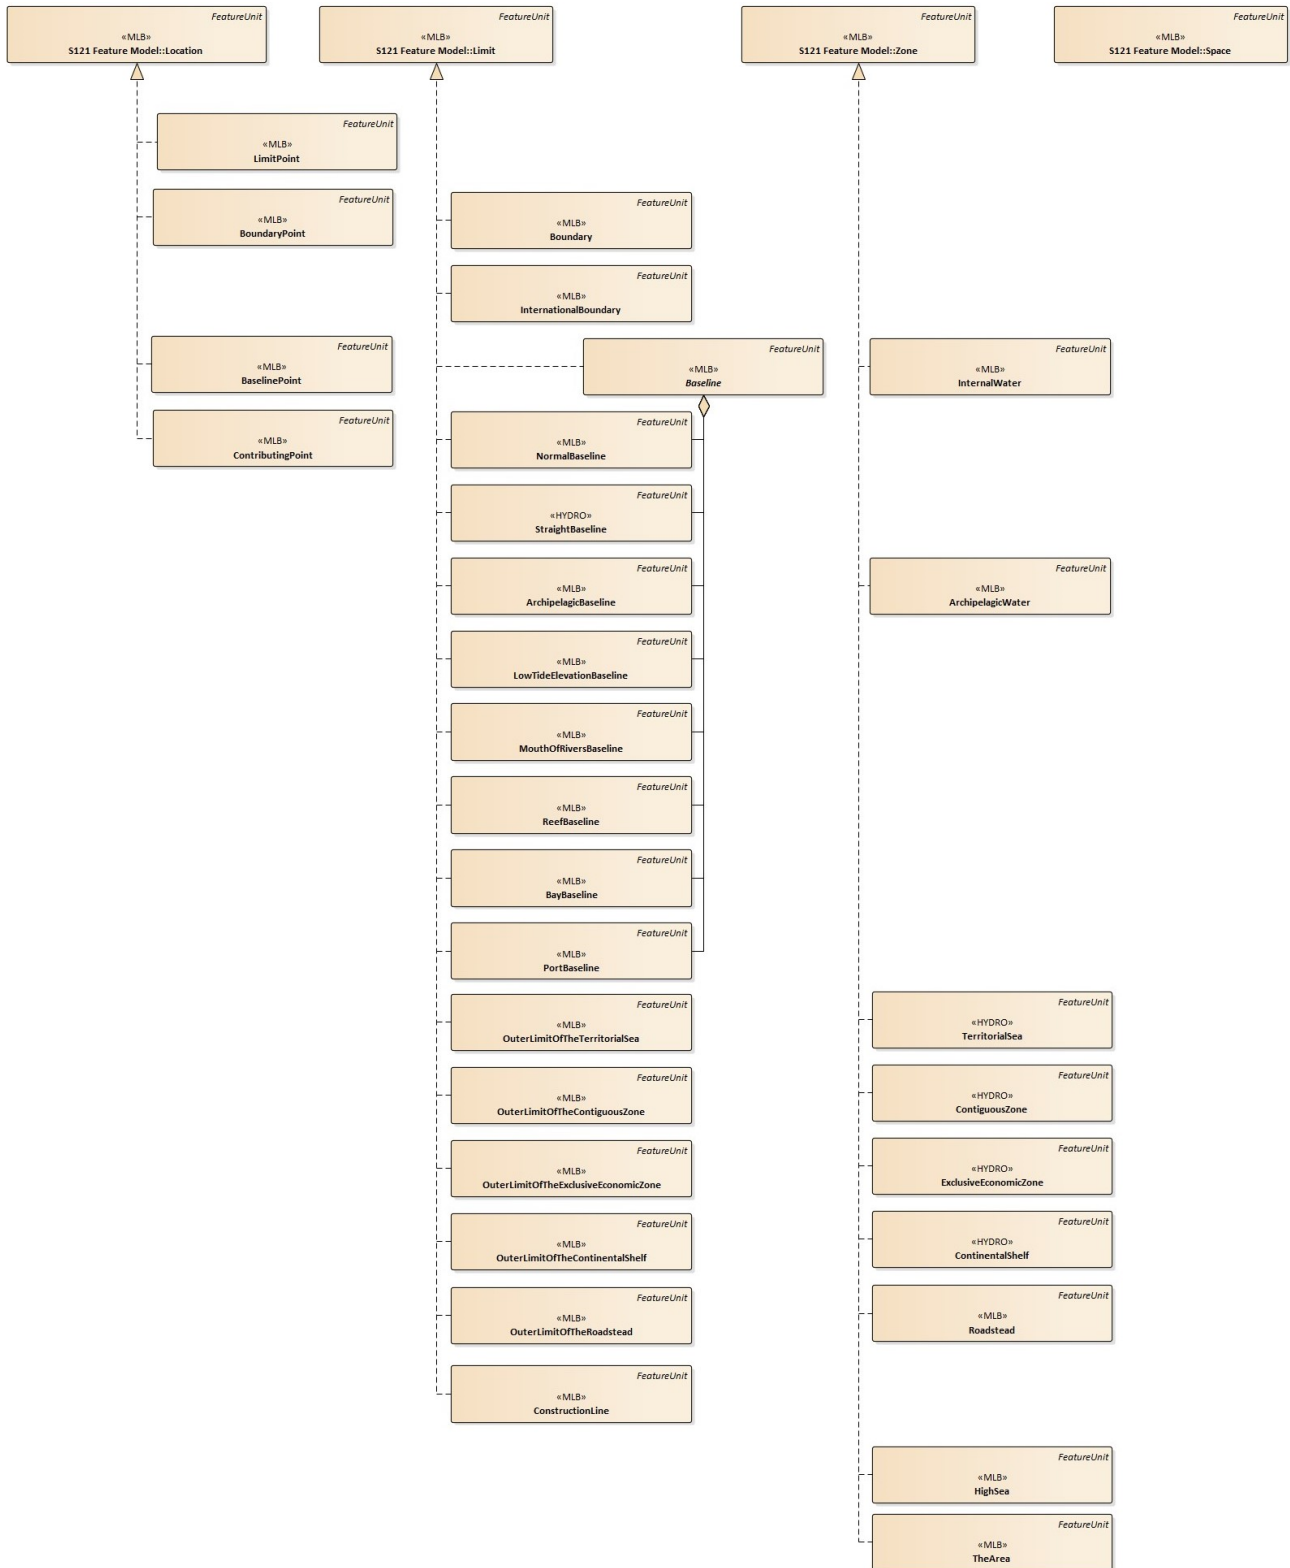 FeatureUnit
«MLB»
S121 Feature Model::Location
FeatureUnit
«MLB»
S121 Feature Model::Limit
FeatureUnit
«MLB»
S121 Feature Model::Zone
FeatureUnit
«MLB»
S121 Feature Model::Space
FeatureUnit
«MLB»
LimitPoint
FeatureUnit
«MLB»
BoundaryPoint
FeatureUnit
«MLB»
BaselinePoint
FeatureUnit
«MLB»
ContributingPoint
FeatureUnit
«MLB»
Boundary
FeatureUnit
«MLB»
InternationalBoundary
FeatureUnit
«MLB»
Baseline
FeatureUnit
«MLB»
NormalBaseline
FeatureUnit
«HYDRO»
StraightBaseline
FeatureUnit
«MLB»
ArchipelagicBaseline
FeatureUnit
«MLB»
LowTideElevationBaseline
FeatureUnit
«MLB»
MouthOfRiversBaseline
FeatureUnit
«MLB»
ReefBaseline
FeatureUnit
«MLB»
BayBaseline
FeatureUnit
«MLB»
PortBaseline
FeatureUnit
«MLB»
OuterLimitOfTheTerritorialSea
FeatureUnit
«MLB»
OuterLimitOfTheContiguousZone
FeatureUnit
«MLB»
OuterLimitOfTheExclusiveEconomicZone
FeatureUnit
«MLB»
OuterLimitOfTheContinentalShelf
FeatureUnit
«MLB»
OuterLimitOfTheRoadstead
FeatureUnit
«MLB»
ConstructionLine
FeatureUnit
«MLB»
InternalWater
FeatureUnit
«MLB»
ArchipelagicWater
FeatureUnit
«HYDRO»
TerritorialSea
FeatureUnit
«HYDRO»
ContiguousZone
FeatureUnit
«HYDRO»
ExclusiveEconomicZone
FeatureUnit
«HYDRO»
ContinentalShelf
FeatureUnit
«MLB»
Roadstead
FeatureUnit
«MLB»
HighSea
FeatureUnit
«MLB»
TheArea